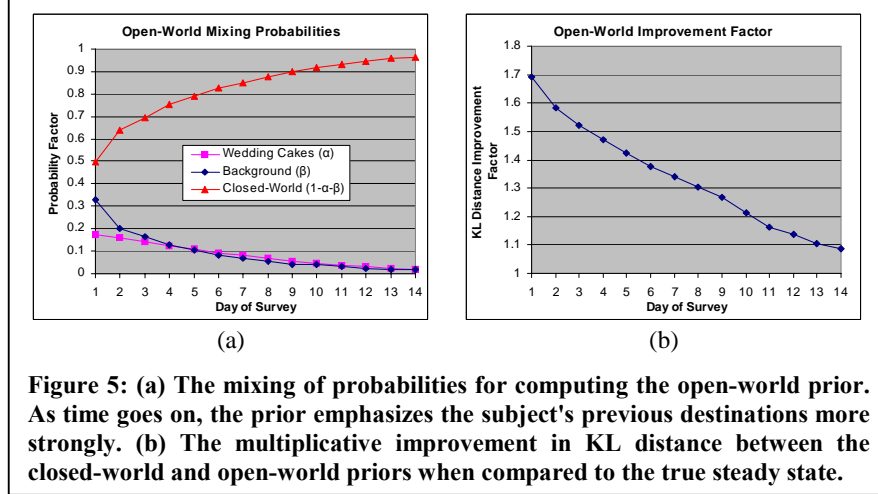 Open-World Mixing Probabilities
1
0.9
0.8
0.7
0.6
0.5
0.4
0.3
0.2
0.1
0
Probability Factor
Wedding Cakes (α)
Background (β)
Closed-World (1-α-β)
1 2 3 4 5 6 7 8 9 10 11 12 13 14
Day of Survey
(a)
Open-World Improvement Factor
1.8
1.7
1.6
1.5
1.4
1.3
1.2
1.1
1
KL Distance Improvement
Factor
1 2 3 4 5 6 7 8 9 10 11 12 13 14
Day of Survey
(b)
Figure 5: (a) The mixing of probabilities for computing the open-world prior.
As time goes on, the prior emphasizes the subject's previous destinations more
strongly. (b) The multiplicative improvement in KL distance between the
closed-world and open-world priors when compared to the true steady state.